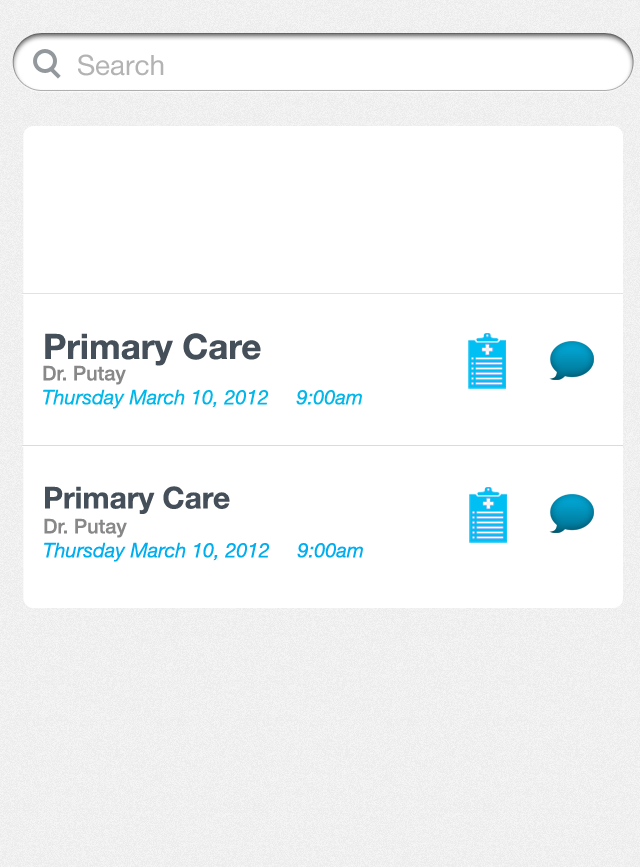 Search
Primary Care
Dr. Putay
Thursday March 10, 2012 9:00am
Primary Care
Dr. Putay
Thursday March 10, 2012 9:00am